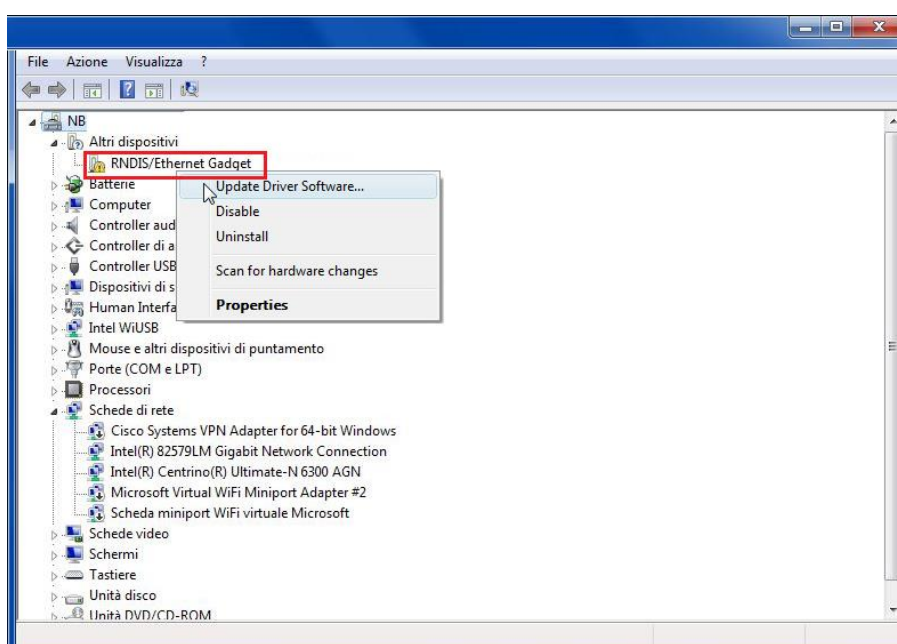 File Azione Visualizza ?
NB
Altri dispositivi
RNDIS/Ethernet Gadget
Batterie
Update Driver Software...
Computer
Disable
Controller aud
Uninstall
Controller di a
Controller USB
Scan for hardware changes
Dispositivi di s
Human Interfa
Properties
Intel WiUSB
Mouse e altri dispositivi di puntamento
Porte (COM e LPT)
Processori
Schede di rete
Cisco Systems VPN Adapter for 64-bit Windows
Intel(R) 82579LM Gigabit Network Connection
Intel(R) Centrino(R) Ultimate-N 6300 AGN
Microsoft Virtual WiFi Miniport Adapter #2
Scheda miniport WiFi virtuale Microsoft
Schede video
Schermi
Tastiere
Unità disco
Unità DVD/CD-ROM